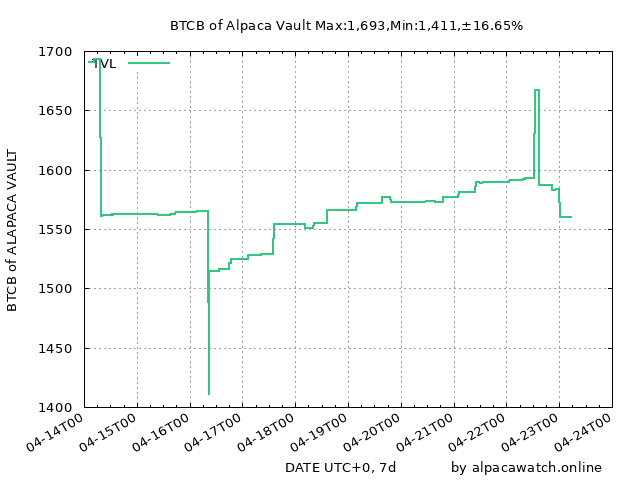 BTCB of Alpaca Vault Max:1,693,Min:1,411,±16.65%
TVL
1700
1650
1600
1550
1500
1450
1400
BTCB of ALAPACA VAULT
04-14T00
04-15T00
04-16T00
04-17T00
04-18T00
04-19T00
04-20T00
04-21T00
04-22T00
04-23T00
04-24T00
DATE UTC+0, 7d
by alpacawatch.online